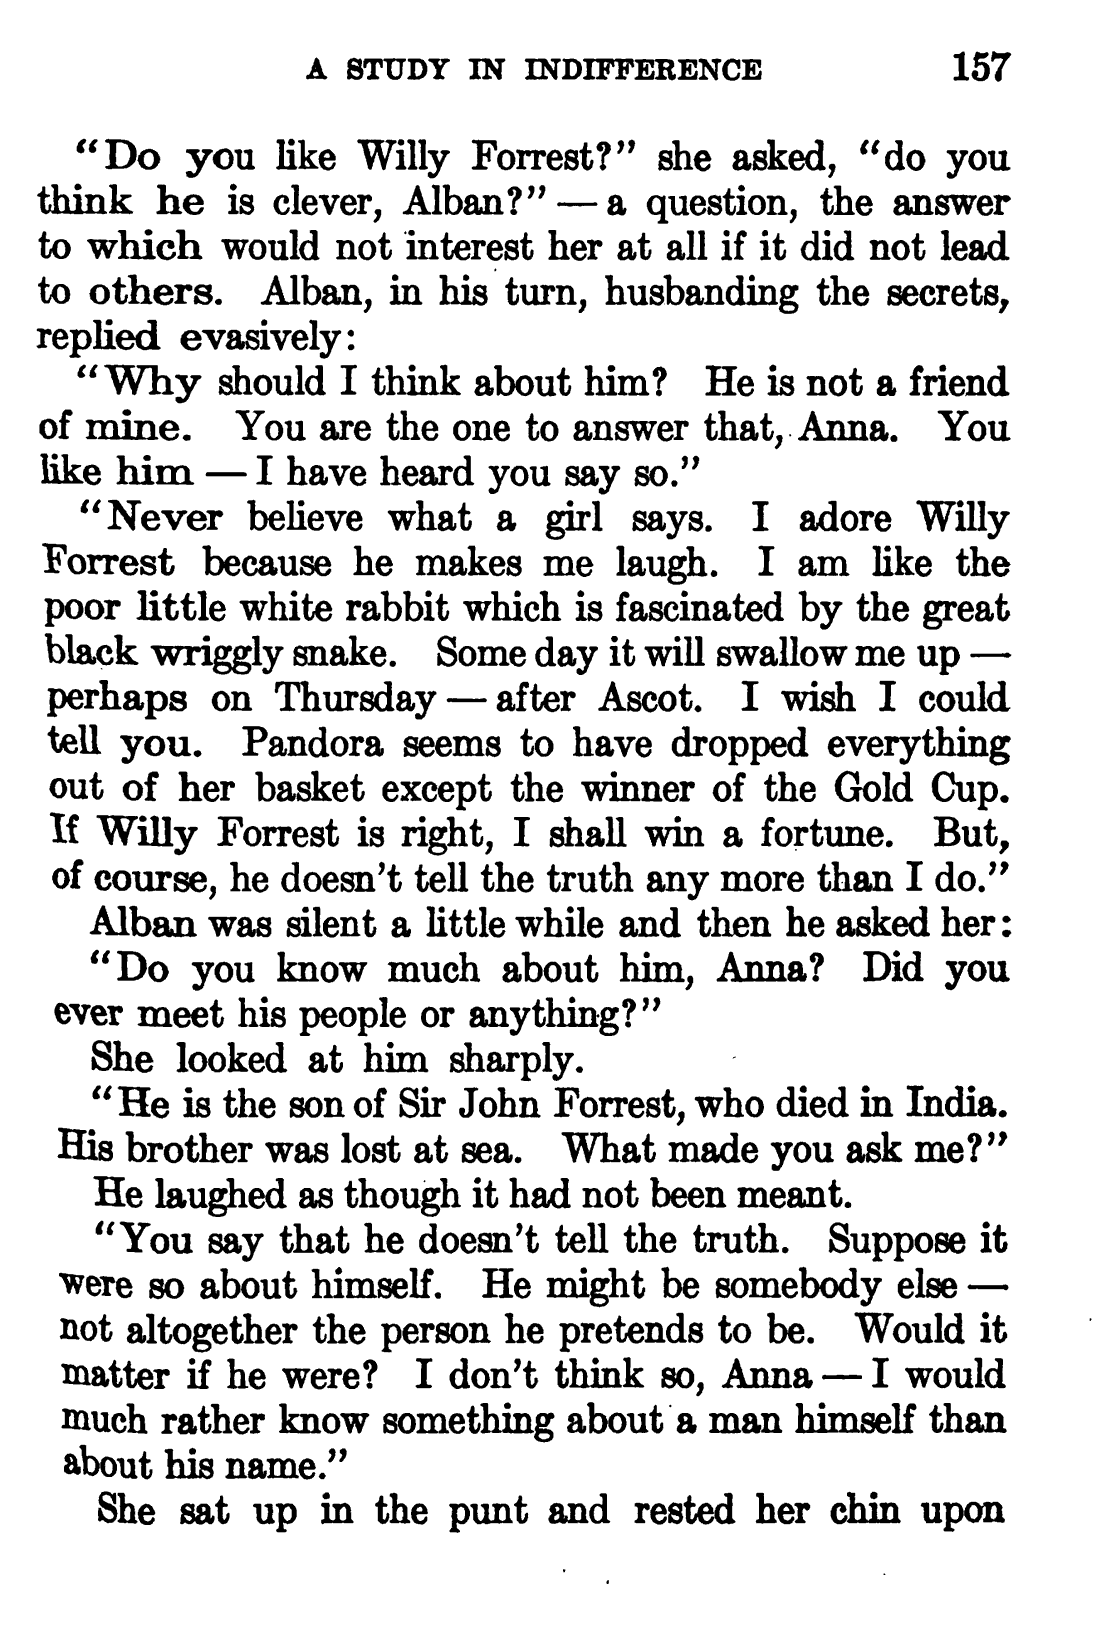 A STUDY IN INDIFFERENCE 157
"Do you like Willy Forrest?" she asked, "do you
think he is clever, Alban?" — a question, the answer
to which would not interest her at all if it did not lead
to others. Alban, in his turn, husbanding the secrets,
replied evasively:
"Why should I think about him? He is not a friend
of mine. You are the one to answer that, Anna. You
like him — I have heard you say so."
"Never believe what a girl says. I adore Willy
Forrest because he makes me laugh. I am like the
poor little white rabbit which is fascinated by the great
black wriggly snake. Some day it will swallow me up —
perhaps on Thursday — after Ascot. I wish I could
tell you. Pandora seems to have dropped everything
out of her basket except the winner of the Gold Cup.
If Willy Forrest is right, I shall win a fortune. But,
of course, he doesn't tell the truth any more than I do."
Alban was silent a little while and then he asked her:
"Do you know much about him, Anna? Did you
ever meet his people or anything?"
She looked at him sharply.
"He is the son of Sir John Forrest, who died in India.
His brother was lost at sea. What made you ask me?"
He laughed as though it had not been meant.
"You say that he doesn't tell the truth. Suppose it
were so about himself. He might be somebody else —
not altogether the person he pretends to be. Would it
matter if he were? I don't think so, Anna — I would
much rather know something about a man himself than
about his name."
She sat up in the punt and rested her chin upon